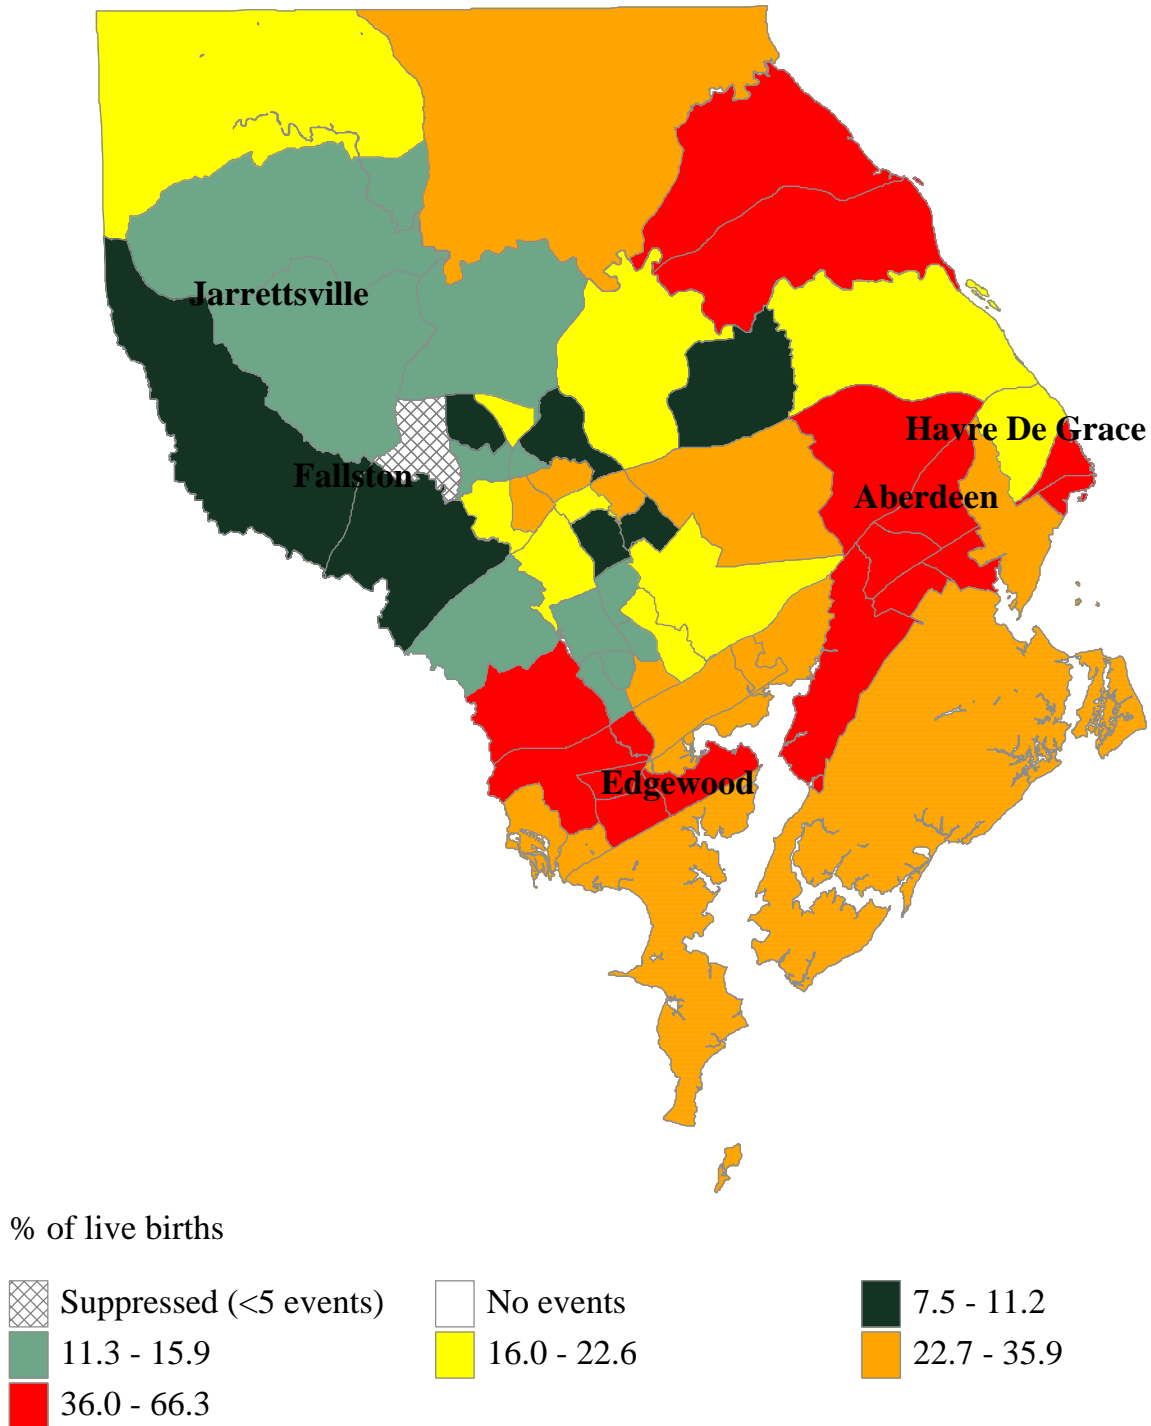 Jarrettsville
Havre De Grace
Fallston
Aberdeen
Edgewood
% of live births
Suppressed (<5 events)
No events
7.5 - 11.2
11.3 - 15.9
16.0 - 22.6
22.7 - 35.9
36.0 - 66.3